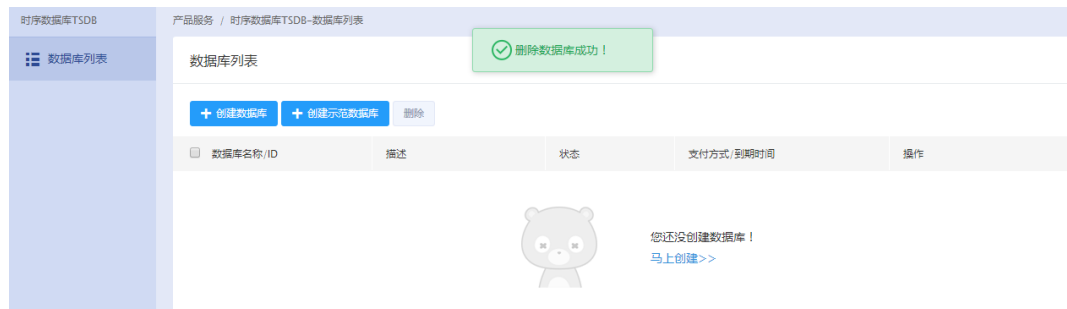 时序数据库TSDB
产品服务 / 时序数据库TSDB-数据库列表
删除数据库成功！
数据库列表
数据库列表
+ 创建数据库
+ 创建示范数据库
删除
数据库名称/ID
描述
状态
支付方式/到期时间
操作
您还没创建数据库！
马上创建>>